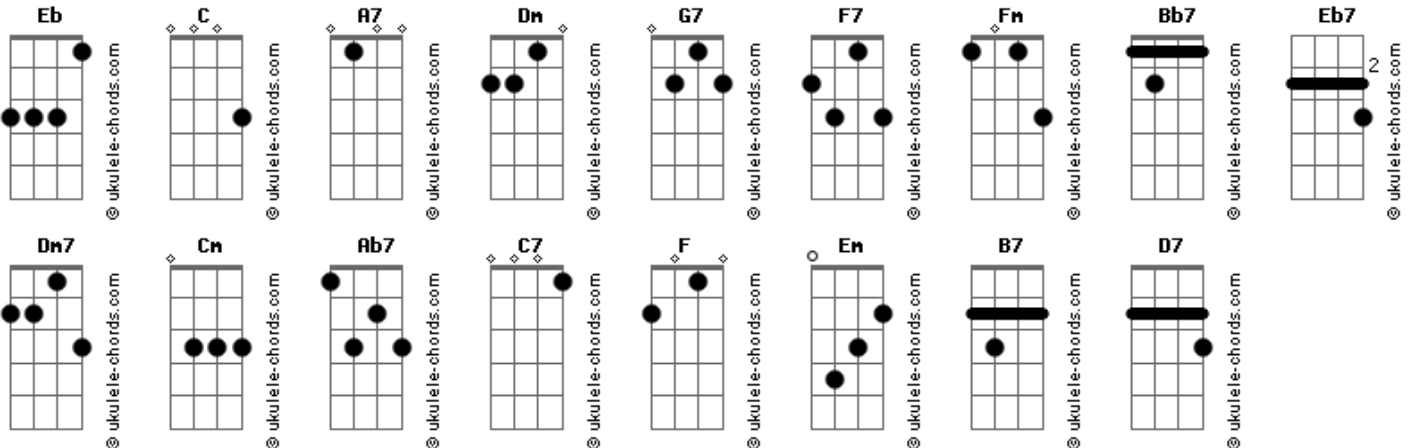 Eb C A7 Dm G7 F7 Fm Bb7 Eb7
2
© ukulele-chords.com © ukulele-chords.com © ukulele-chords.com © ukulele-chords.com © ukulele-chords.com © ukulele-chords.com © ukulele-chords.com © ukulele-chords.com © ukulele-chords.com
Dm7 Cm Ab7 C7 F Em B7 D7
© ukulele-chords.com © ukulele-chords.com © ukulele-chords.com © ukulele-chords.com © ukulele-chords.com © ukulele-chords.com © ukulele-chords.com © ukulele-chords.com